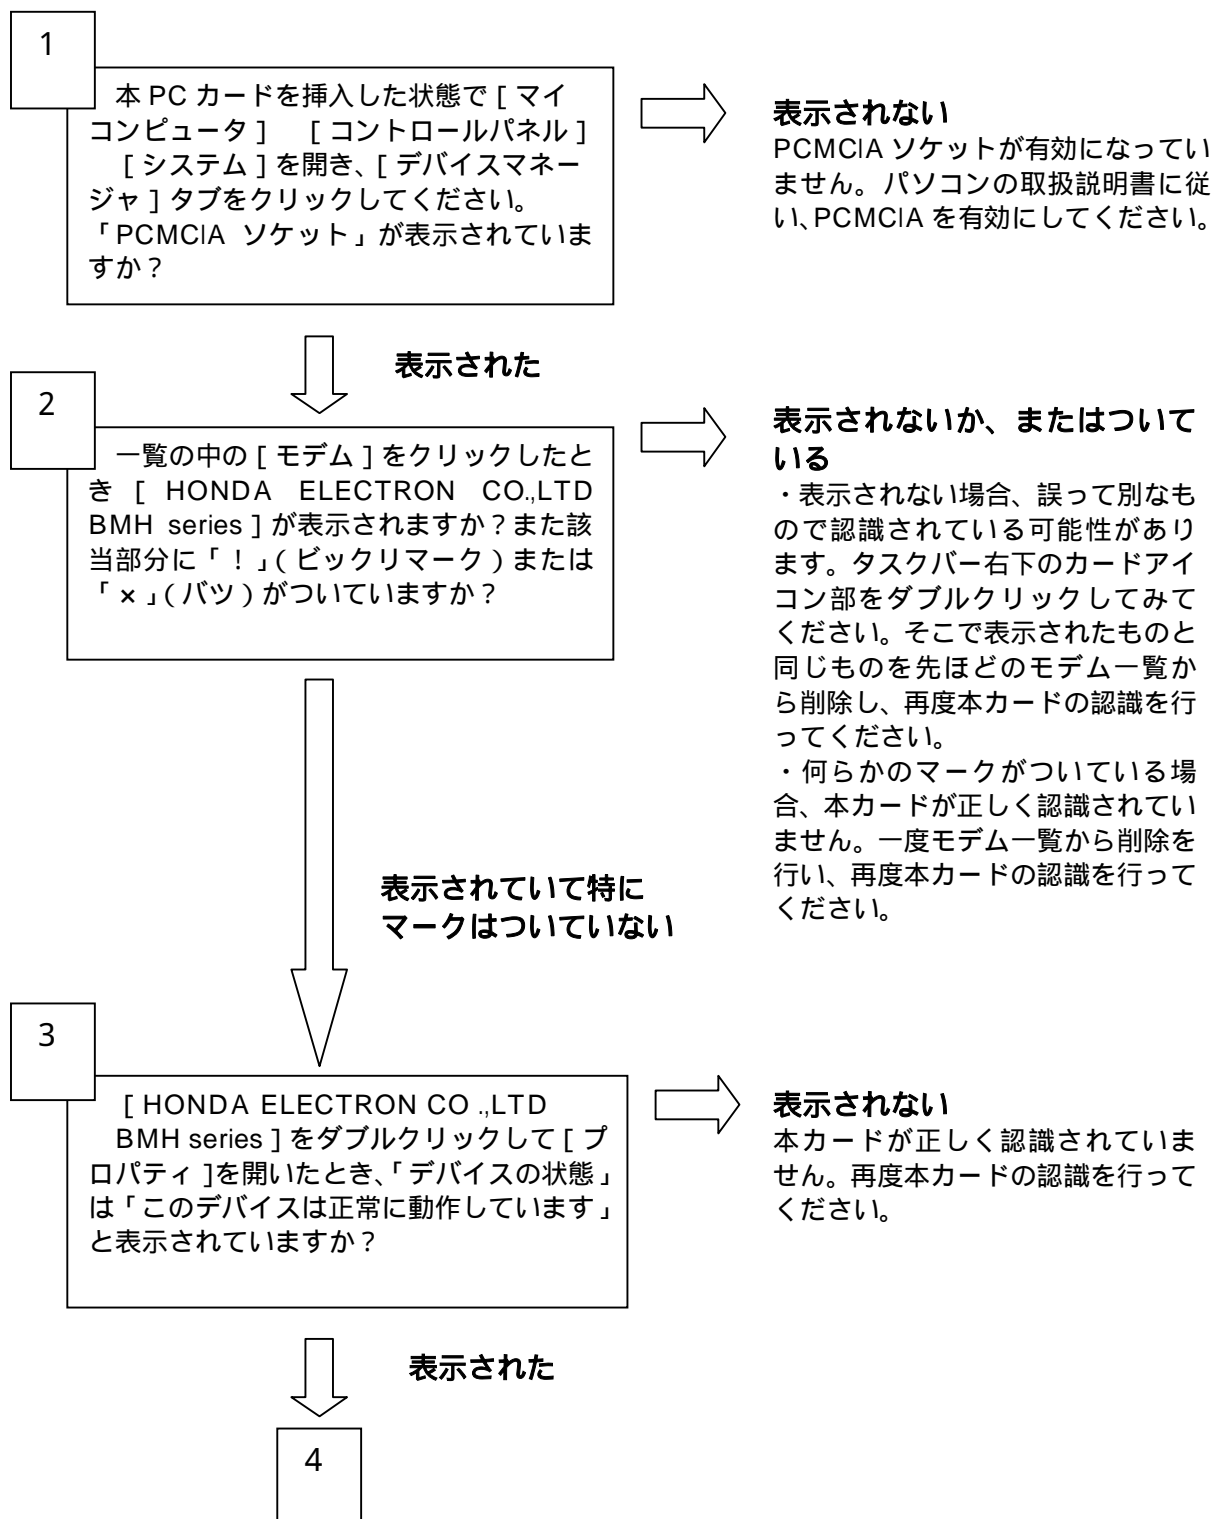 1
本 PC カードを挿入した状態で［マイ
コンピュータ］　［コントロールパネル］
［システム］を開き、［デバイスマネー
ジャ］タブをクリックしてください。
「PCMCIA ソケット」が表示されていま
すか？
表示されない
PCMCIA ソケットが有効になってい
ません。パソコンの取扱説明書に従
い、PCMCIA を有効にしてください。
表示された
2
一覧の中の［モデム］をクリックしたと
き［HONDA ELECTRON CO.,LTD
BMH series］が表示されますか？また該
当部分に「！」（ビックリマーク）または
「×」（バツ）がついていますか？
表示されないか、またはついて
いる
・表示されない場合、誤って別なも
ので認識されている可能性があり
ます。タスクバー右下のカードアイ
コン部をダブルクリックしてみて
ください。そこで表示されたものと
同じものを先ほどのモデム一覧か
ら削除し、再度本カードの認識を行
ってください。
・何らかのマークがついている場
合、本カードが正しく認識されてい
ません。一度モデム一覧から削除を
行い、再度本カードの認識を行って
ください。
表示されていて特に
マークはついていない
3
［HONDA ELECTRON CO .,LTD
BMH series］をダブルクリックして［プ
ロパティ］を開いたとき、「デバイスの状態」
は「このデバイスは正常に動作しています」
と表示されていますか？
表示されない
本カードが正しく認識されていま
せん。再度本カードの認識を行って
ください。
表示された
4